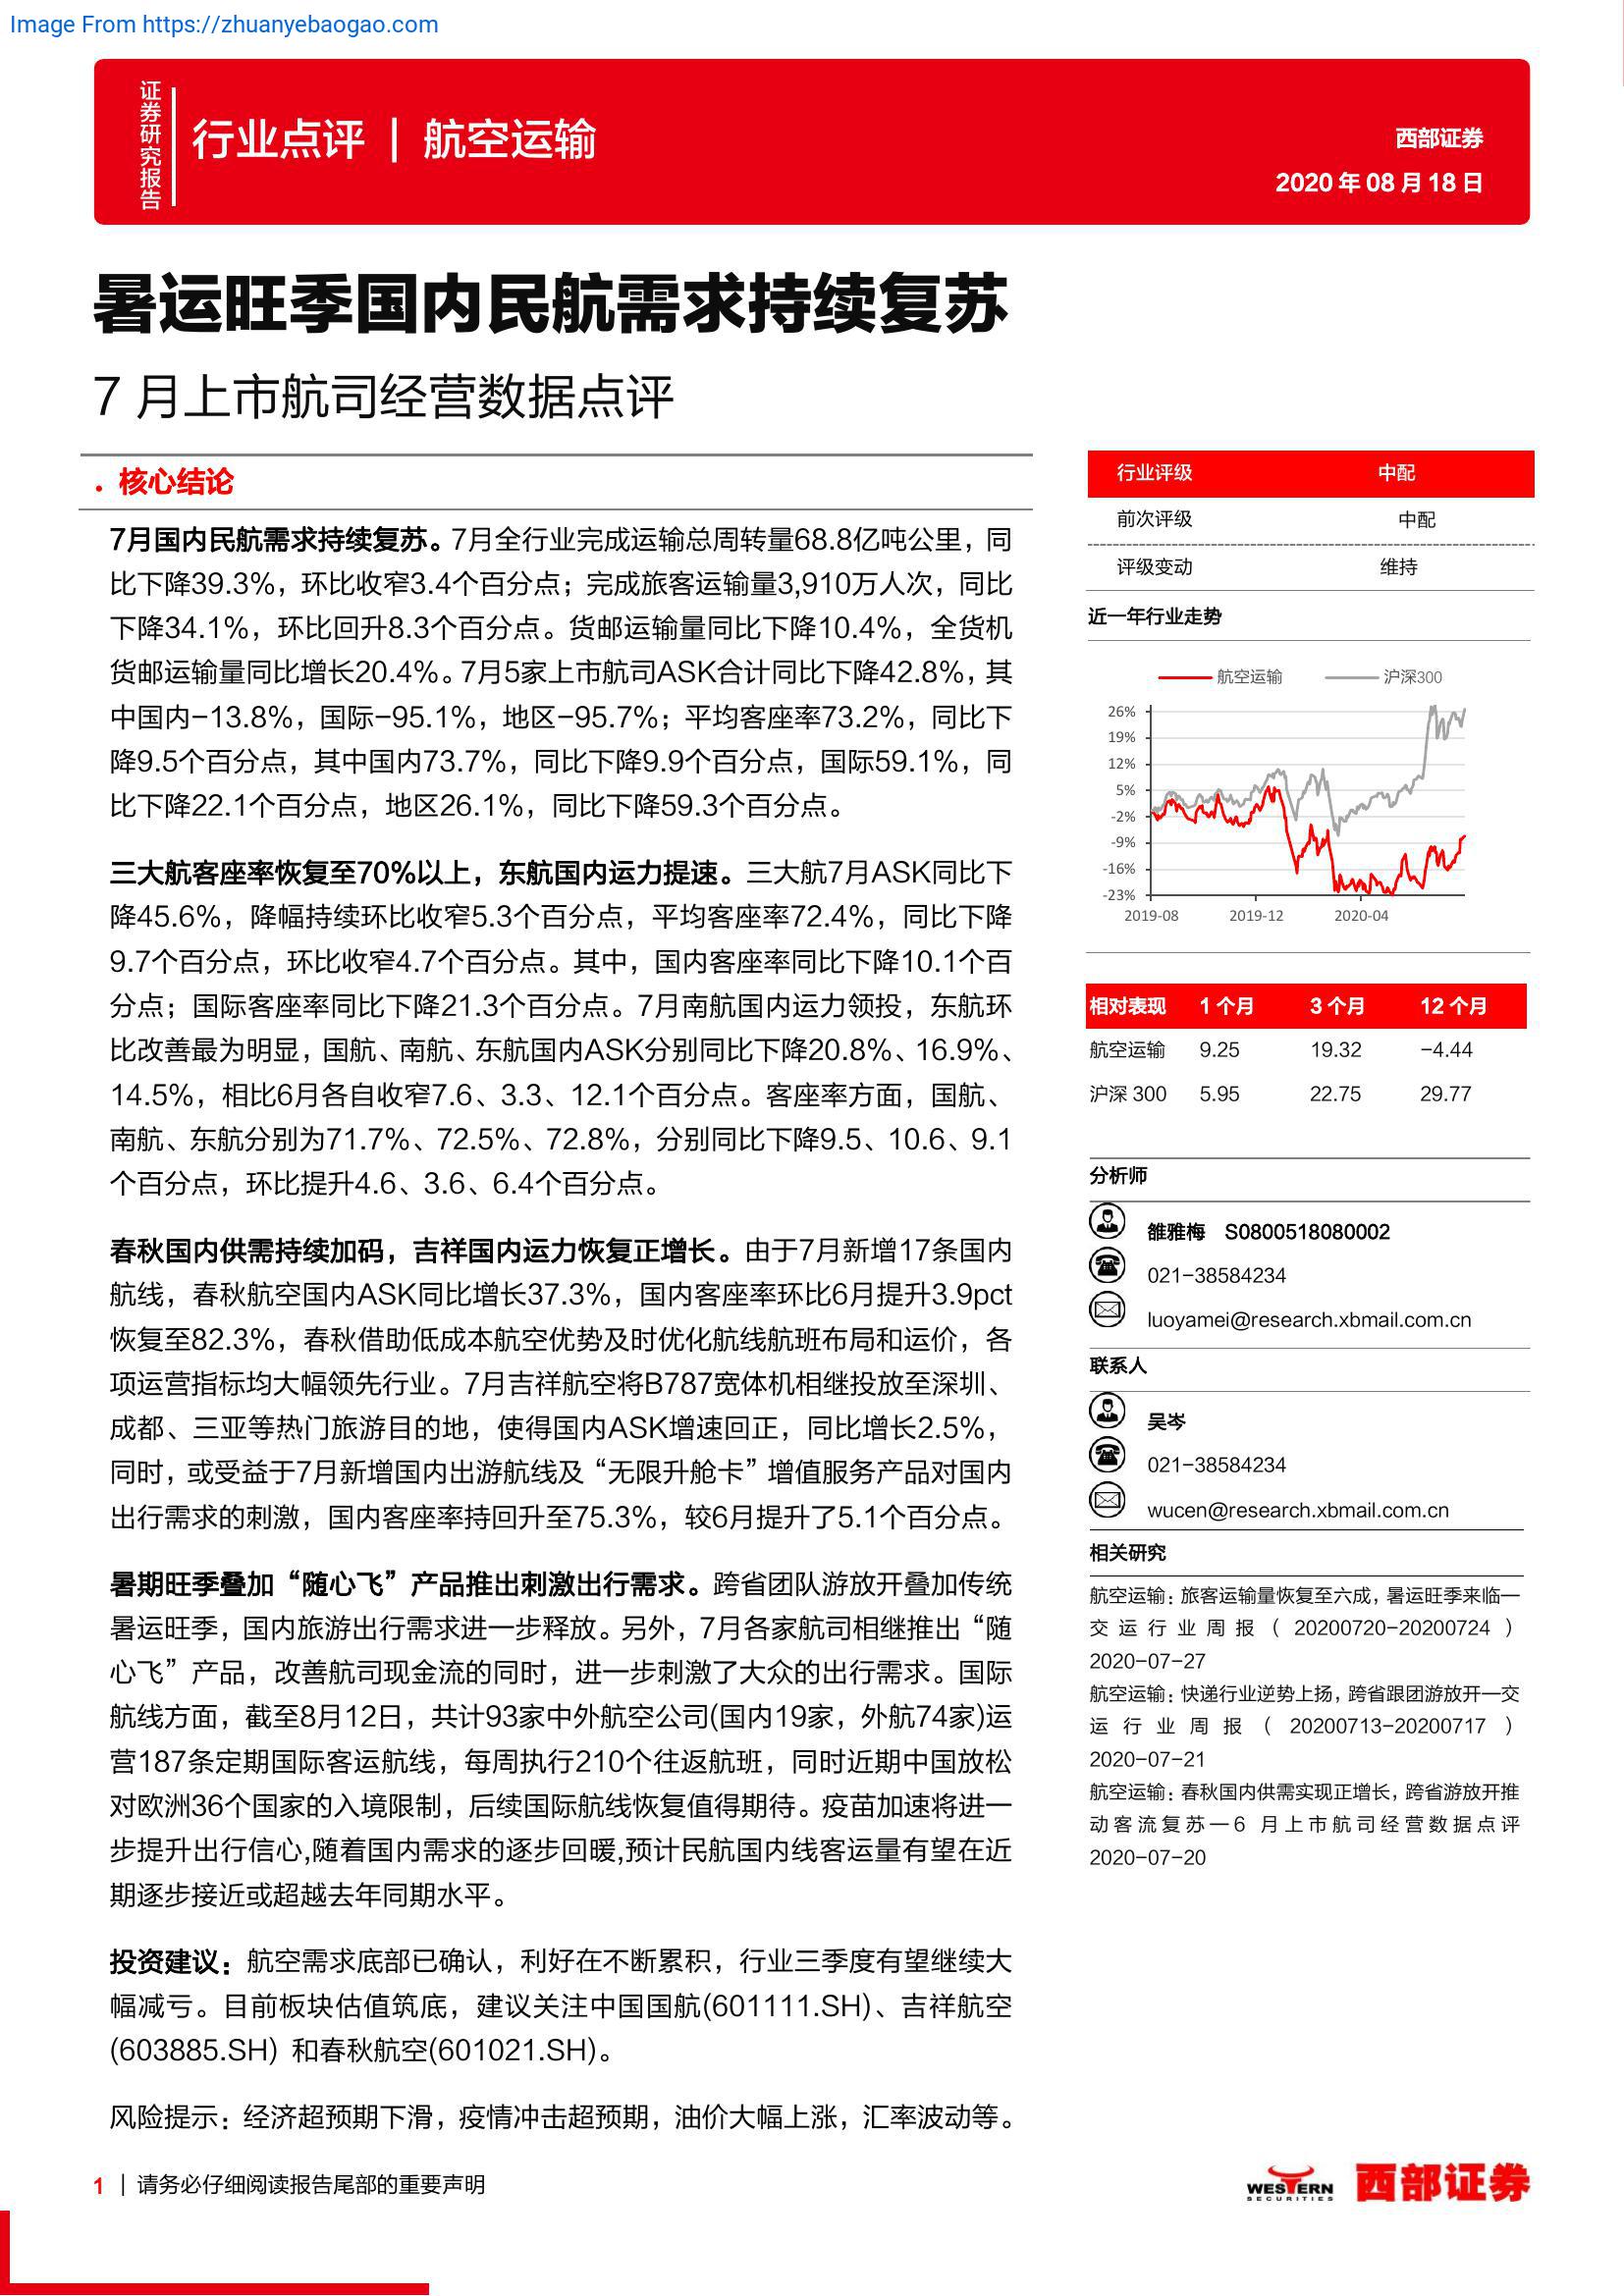 Image From https://zhuanyebaogao.com
证券研究报告
行业点评 | 航空运输
西部证券
2020 年 08 月 18 日
暑运旺季国内民航需求持续复苏
7 月上市航司经营数据点评
• 核心结论
7月国内民航需求持续复苏。7月全行业完成运输总周转量68.8亿吨公里，同
比下降39.3%，环比收窄3.4个百分点；完成旅客运输量3,910万人次，同比
下降34.1%，环比回升8.3个百分点。货邮运输量同比下降10.4%，全货机
货邮运输量同比增长20.4%。7月5家上市航司ASK合计同比下降42.8%，其
中国内-13.8%，国际-95.1%，地区-95.7%；平均客座率73.2%，同比下
降9.5个百分点，其中国内73.7%，同比下降9.9个百分点，国际59.1%，同
比下降22.1个百分点，地区26.1%，同比下降59.3个百分点。
三大航客座率恢复至70%以上，东航国内运力提速。三大航7月ASK同比下
降45.6%，降幅持续环比收窄5.3个百分点，平均客座率72.4%，同比下降
9.7个百分点，环比收窄4.7个百分点。其中，国内客座率同比下降10.1个百
分点；国际客座率同比下降21.3个百分点。7月南航国内运力领投，东航环
比改善最为明显，国航、南航、东航国内ASK分别同比下降20.8%、16.9%、
14.5%，相比6月各自收窄7.6、3.3、12.1个百分点。客座率方面，国航、
南航、东航分别为71.7%、72.5%、72.8%，分别同比下降9.5、10.6、9.1
个百分点，环比提升4.6、3.6、6.4个百分点。
春秋国内供需持续加码，吉祥国内运力恢复正增长。由于7月新增17条国内
航线，春秋航空国内ASK同比增长37.3%，国内客座率环比6月提升3.9pct
恢复至82.3%，春秋借助低成本航空优势及时优化航线航班布局和运价，各
项运营指标均大幅领先行业。7月吉祥航空将B787宽体机相继投放至深圳、
成都、三亚等热门旅游目的地，使得国内ASK增速回正，同比增长2.5%，
同时，或受益于7月新增国内出游航线及“无限升舱卡”增值服务产品对国内
出行需求的刺激，国内客座率持回升至75.3%，较6月提升了5.1个百分点。
暑期旺季叠加“随心飞”产品推出刺激出行需求。跨省团队游放开叠加传统
暑运旺季，国内旅游出行需求进一步释放。另外，7月各家航司相继推出“随
心飞”产品，改善航司现金流的同时，进一步刺激了大众的出行需求。国际
航线方面，截至8月12日，共计93家中外航空公司(国内19家，外航74家)运
营187条定期国际客运航线，每周执行210个往返航班，同时近期中国放松
对欧洲36个国家的入境限制，后续国际航线恢复值得期待。疫苗加速将进一
步提升出行信心,随着国内需求的逐步回暖,预计民航国内线客运量有望在近
期逐步接近或超越去年同期水平。
投资建议：航空需求底部已确认，利好在不断累积，行业三季度有望继续大
幅减亏。目前板块估值筑底，建议关注中国国航(601111.SH)、吉祥航空
(603885.SH) 和春秋航空(601021.SH)。
风险提示：经济超预期下滑，疫情冲击超预期，油价大幅上涨，汇率波动等。
行业评级 中配
前次评级 中配
评级变动 维持
近一年行业走势
航空运输 沪深300
26%
19%
12%
5%
-2%
-9%
-16%
-23%
2019-08 2019-12 2020-04
相对表现 1 个月 3 个月 12 个月
航空运输 9.25 19.32 -4.44
沪深 300 5.95 22.75 29.77
分析师
雒雅梅 S0800518080002
021-38584234
luoyamei@research.xbmail.com.cn
联系人
吴岑
021-38584234
wucen@research.xbmail.com.cn
相关研究
航空运输：旅客运输量恢复至六成，暑运旺季来临—
交运行业周报（20200720-20200724）
2020-07-27
航空运输：快递行业逆势上扬，跨省跟团游放开—交
运行业周报（20200713-20200717）
2020-07-21
航空运输：春秋国内供需实现正增长，跨省游放开推
动客流复苏—6 月上市航司经营数据点评
2020-07-20
1 | 请务必仔细阅读报告尾部的重要声明
WESTERN
SECURITIES
西部证券